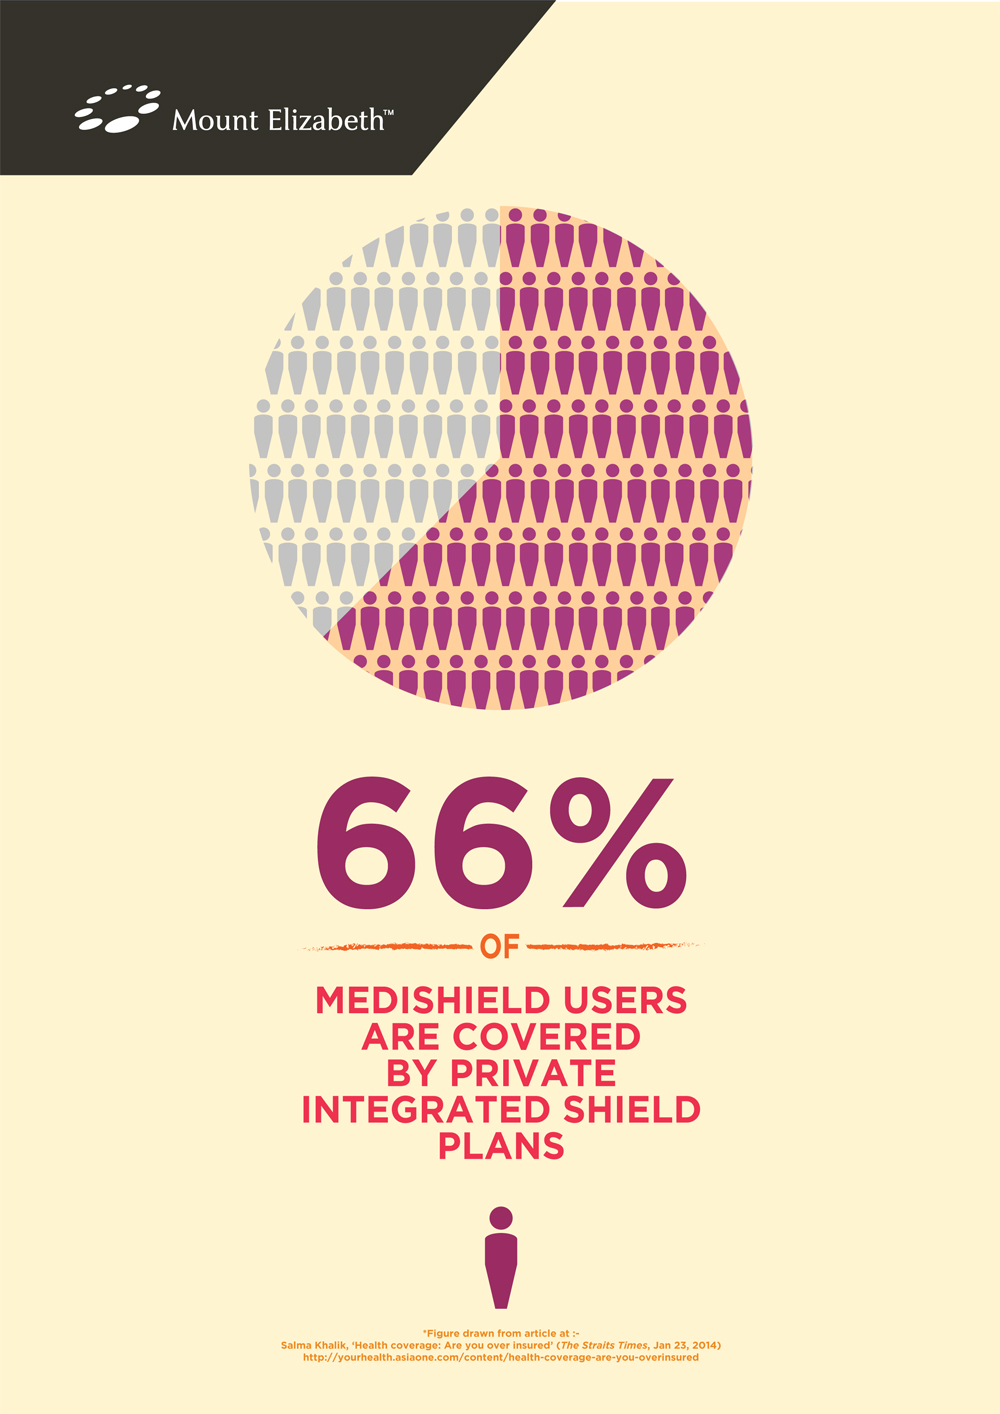 Mount Elizabeth™
66%
OF
MEDISHIELD USERS
ARE COVERED
BY PRIVATE
INTEGRATED SHIELD
PLANS
*Figure drawn from article at :-
Salma Khalik, ‘Health coverage: Are you over insured’ (The Straits Times, Jan 23, 2014)
http://yourhealth.asiaone.com/content/health-coverage-are-you-overinsured